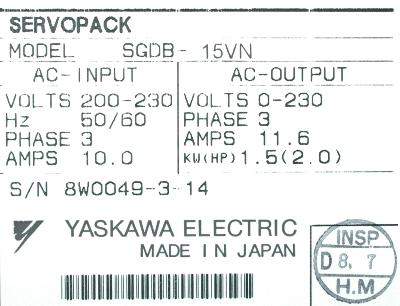 SERVOPACK
MODEL SGDB- 15VN
AC-INPUT AC-OUTPUT
VOLTS 200-230 VOLTS 0-230
Hz 50/60 PHASE 3
PHASE 3 AMPS 11.6
AMPS 10.0 KW(HP) 1.5(2.0)
S/N 8W0049-3-14
YASKAWA ELECTRIC
MADE IN JAPAN
INSP
D 8, 7
H.M